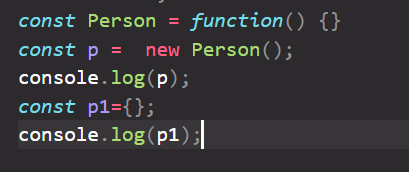 const Person = function() {}
const p =  new Person();
console.log(p);
const p1={};
console.log(p1);